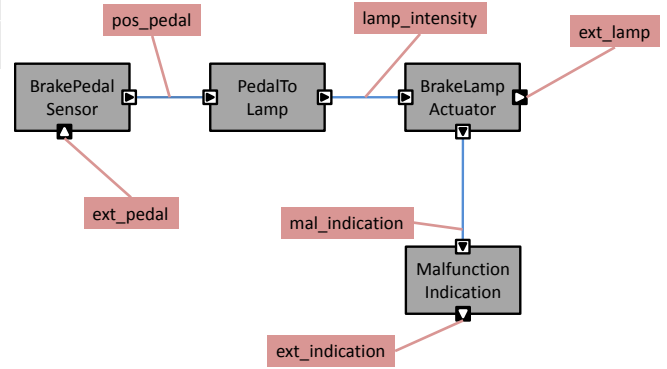 pos_pedal
lamp_intensity
ext_lamp
BrakePedal
Sensor
PedalTo
Lamp
BrakeLamp
Actuator
ext_pedal
mal_indication
Malfunction
Indication
ext_indication